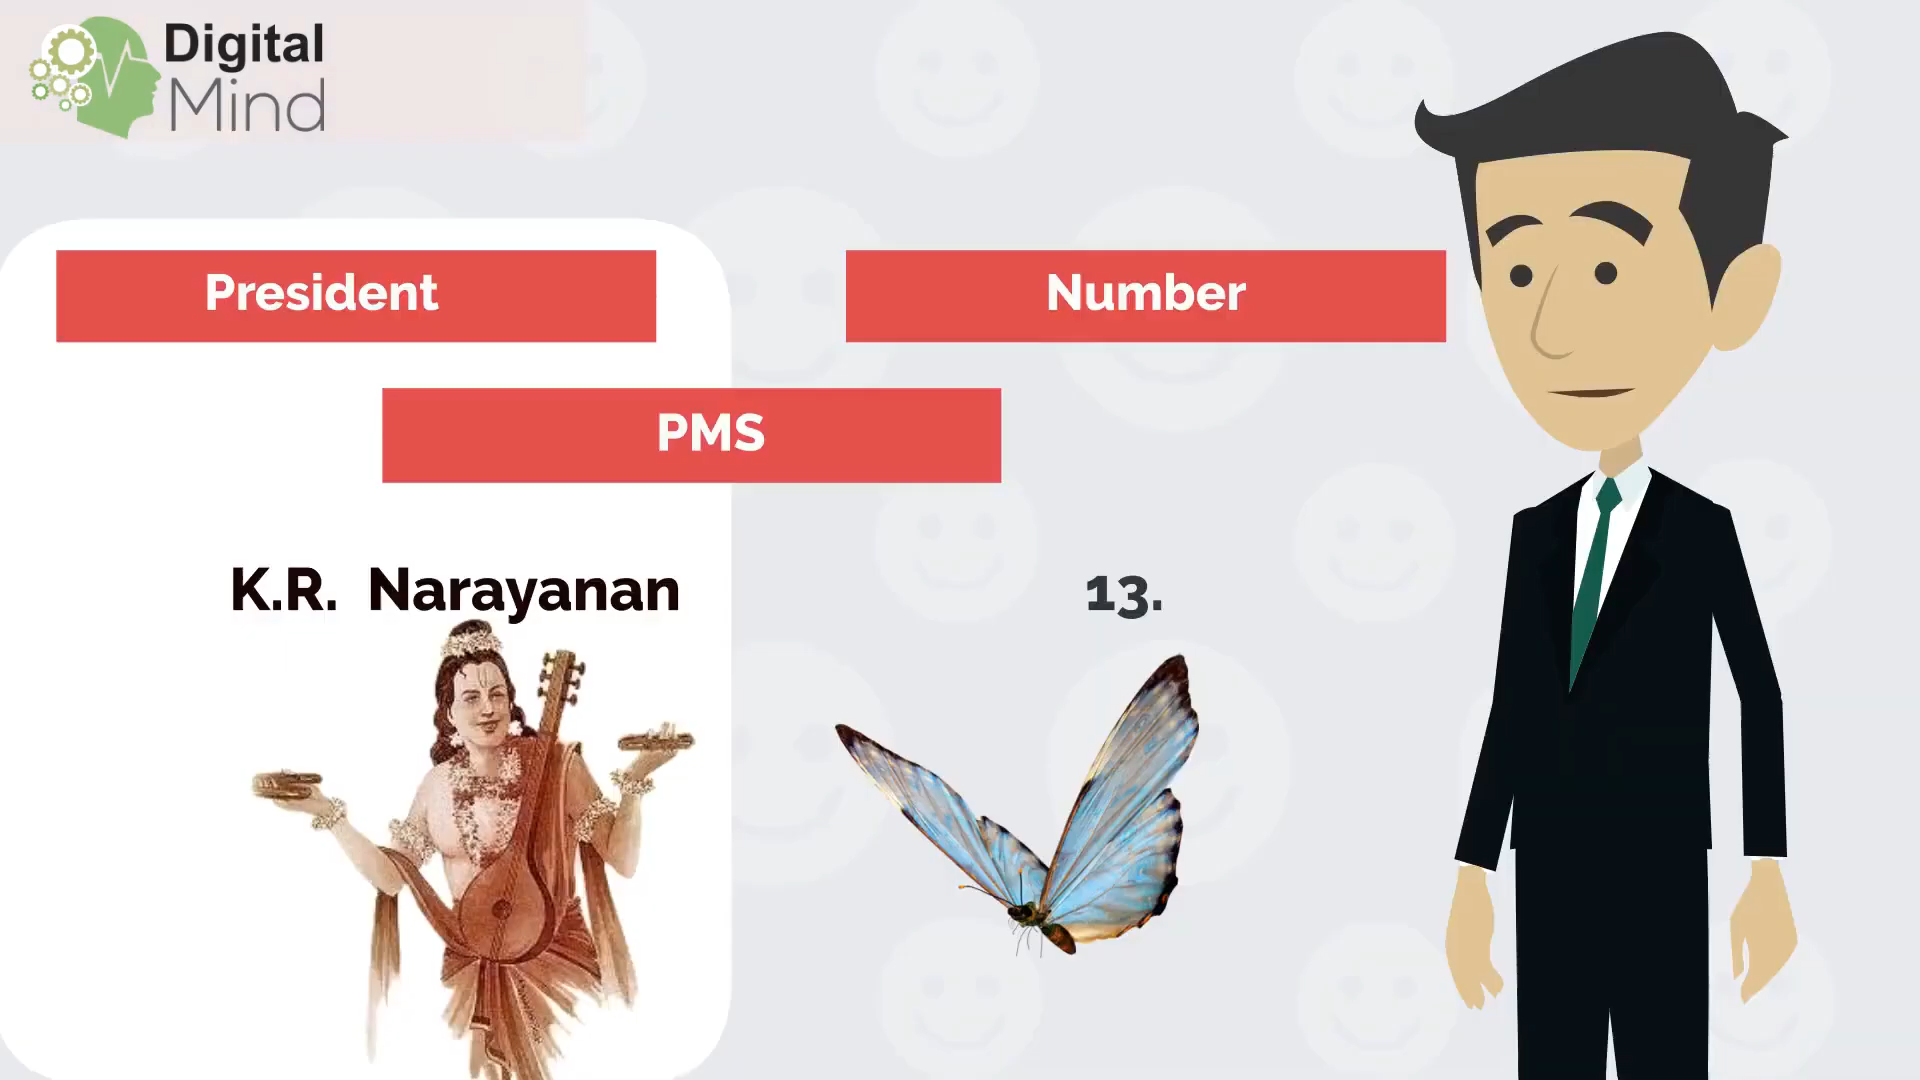 Digital
Mind
President
Number
PMS
K.R. Narayanan
13.